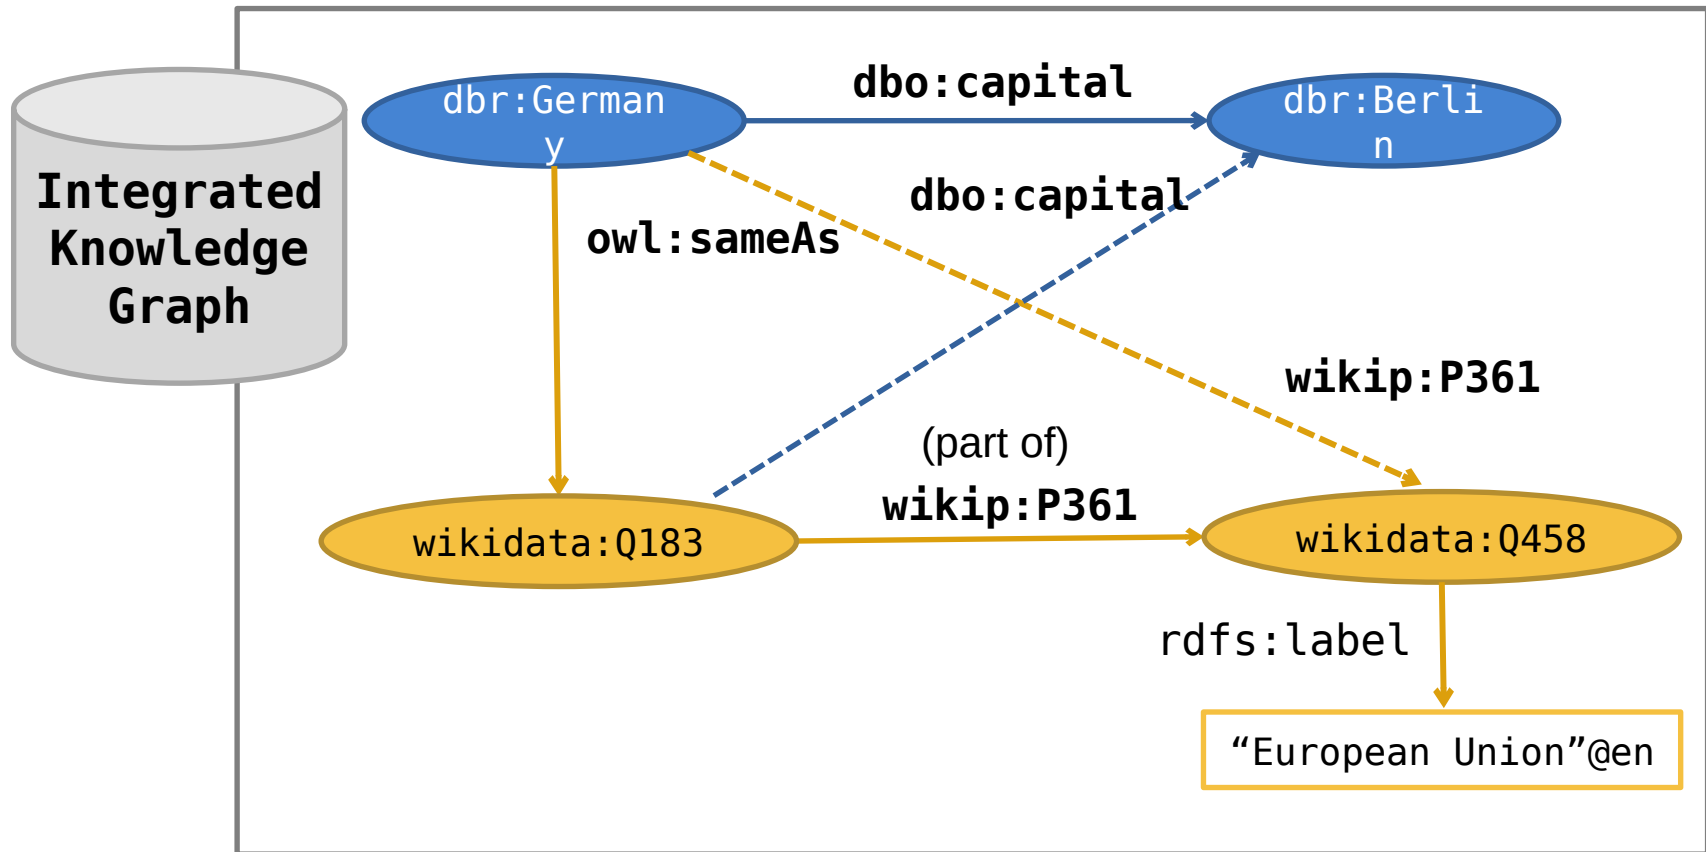 Integrated
Knowledge
Graph
dbr:German
y
dbo:capital
dbr:Berli
n
dbo:capital
owl:sameAs
wikip:P361
(part of)
wikip:P361
wikidata:Q183
wikidata:Q458
rdfs:label
“European Union”@en